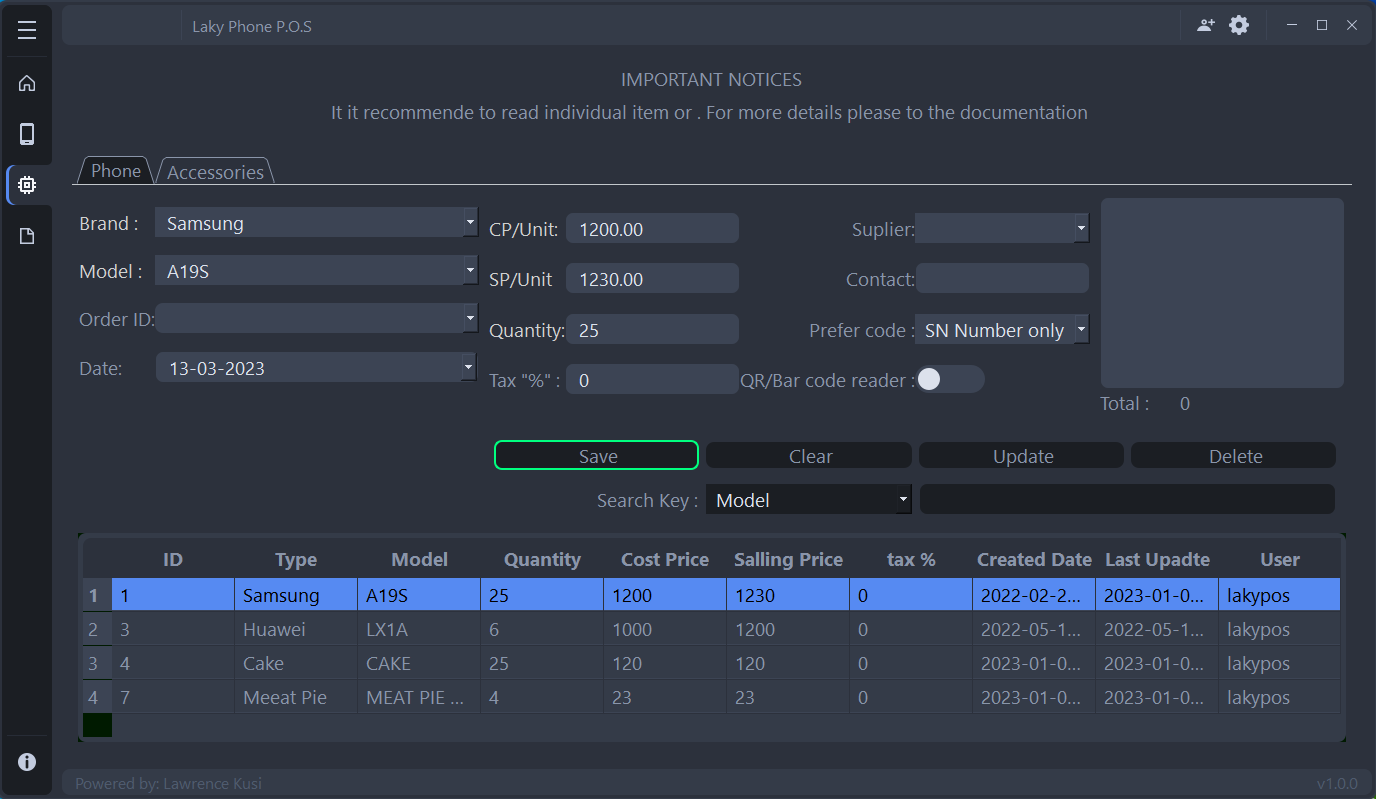 Laky Phone P.O.S
IMPORTANT NOTICES
It it recommende to read individual item or . For more details please to the documentation
Phone Accessories
Brand : Samsung CP/Unit: 1200.00 Suplier:
Model : A19S SP/Unit 1230.00 Contact:
Order ID: Quantity: 25 Prefer code : SN Number only
Date: 13-03-2023 Tax "%" : 0 QR/Bar code reader :
Total : 0
Save Clear Update Delete
Search Key : Model
ID Type Model Quantity Cost Price Salling Price tax % Created Date Last Upadte User
1 1 Samsung A19S 25 1200 1230 0 2022-02-2... 2023-01-0... lakypos
2 3 Huawei LX1A 6 1000 1200 0 2022-05-1... 2022-05-1... lakypos
3 4 Cake CAKE 25 120 120 0 2023-01-0... 2023-01-0... lakypos
4 7 Meeat Pie MEAT PIE ... 4 23 23 0 2023-01-0... 2023-01-0... lakypos
Powered by: Lawrence Kusi v1.0.0